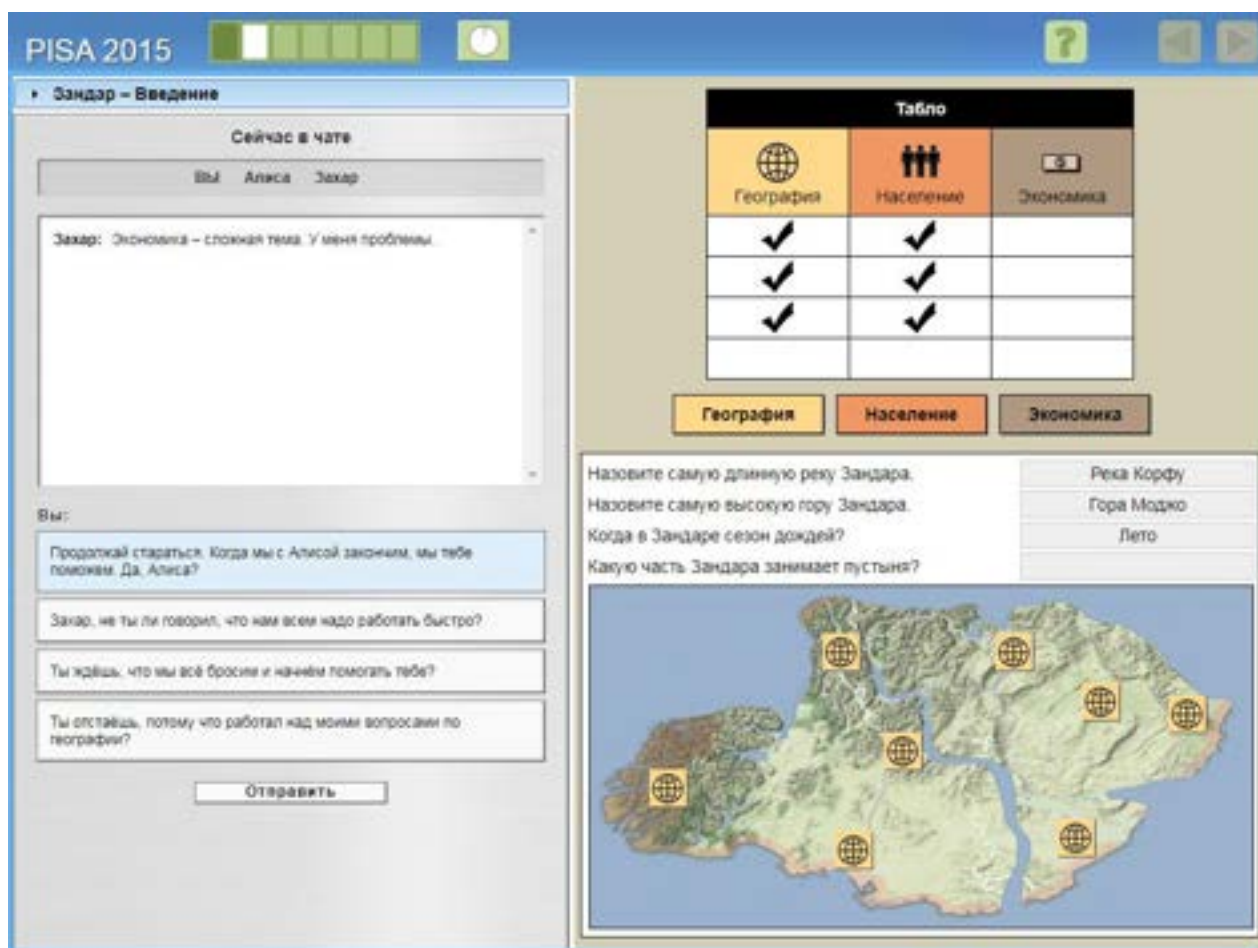 PISA 2015
?
Зандар – Введение
Сейчас в чате
ВЫ Алиса Захар
Захар: Экономика – сложная тема. У меня проблемы.
Вы:
Продолжай стараться. Когда мы с Алисой закончим, мы тебе
поможем. Да, Алиса?
Захар, не ты ли говорил, что нам всем надо работать быстро?
Ты ждёшь, что мы всё бросим и начнём помогать тебе?
Ты отстаёшь, потому что работал над моими вопросами по
географии?
Отправить
Табло
География Население Экономика
География Население Экономика
Назовите самую длинную реку Зандара. Река Корфу
Назовите самую высокую гору Зандара. Гора Моджо
Когда в Зандаре сезон дождей? Лето
Какую часть Зандара занимает пустыня?